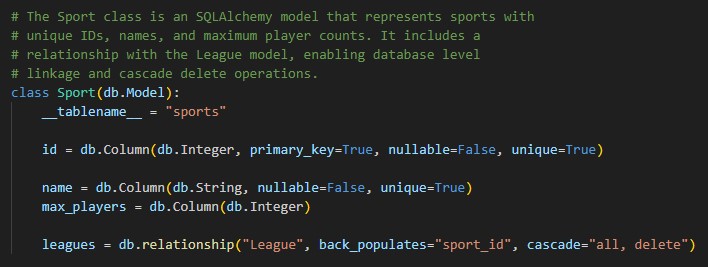 # The Sport class is an SQLAlchemy model that represents sports with
# unique IDs, names, and maximum player counts. It includes a
# relationship with the League model, enabling database level
# linkage and cascade delete operations.
class Sport(db.Model):
    __tablename__ = "sports"

    id = db.Column(db.Integer, primary_key=True, nullable=False, unique=True)

    name = db.Column(db.String, nullable=False, unique=True)
    max_players = db.Column(db.Integer)

    leagues = db.relationship("League", back_populates="sport_id", cascade="all, delete")